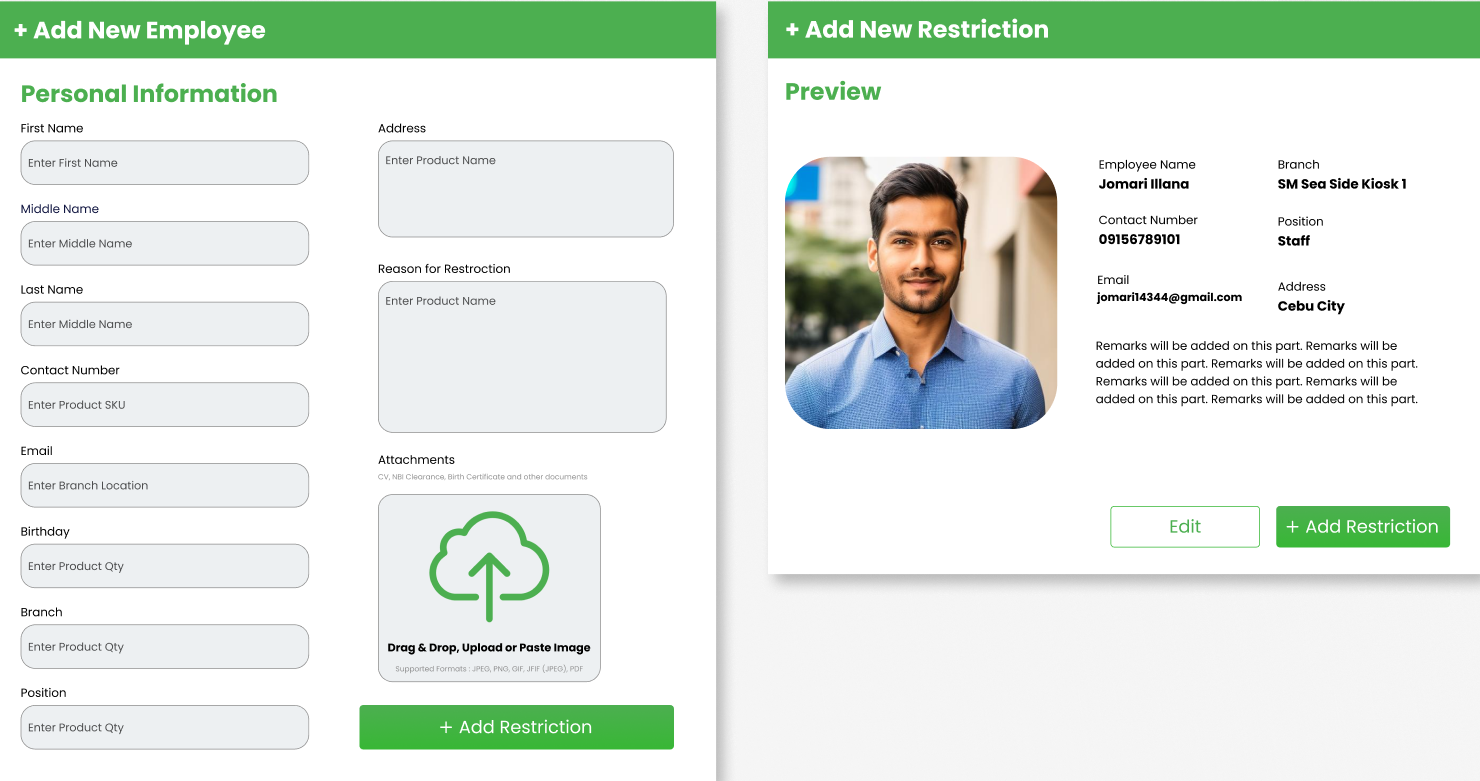 + Add New Employee
Personal Information
First Name
Enter First Name
Middle Name
Enter Middle Name
Last Name
Enter Middle Name
Contact Number
Enter Product SKU
Email
Enter Branch Location
Birthday
Enter Product Qty
Branch
Enter Product Qty
Position
Enter Product Qty
Address
Enter Product Name
Reason for Restroction
Enter Product Name
Attachments
CV, NBI Clearance, Birth Certificate and other documents
Drag & Drop, Upload or Paste Image
Supported Formats : JPEG, PNG, GIF, JFIF (JPEG), PDF
+ Add Restriction
+ Add New Restriction
Preview
Employee Name
Jomari Illana
Branch
SM Sea Side Kiosk 1
Contact Number
09156789101
Position
Staff
Email
jomari14344@gmail.com
Address
Cebu City
Remarks will be added on this part. Remarks will be
added on this part. Remarks will be added on this part.
Remarks will be added on this part. Remarks will be
added on this part. Remarks will be added on this part.
Edit
+ Add Restriction